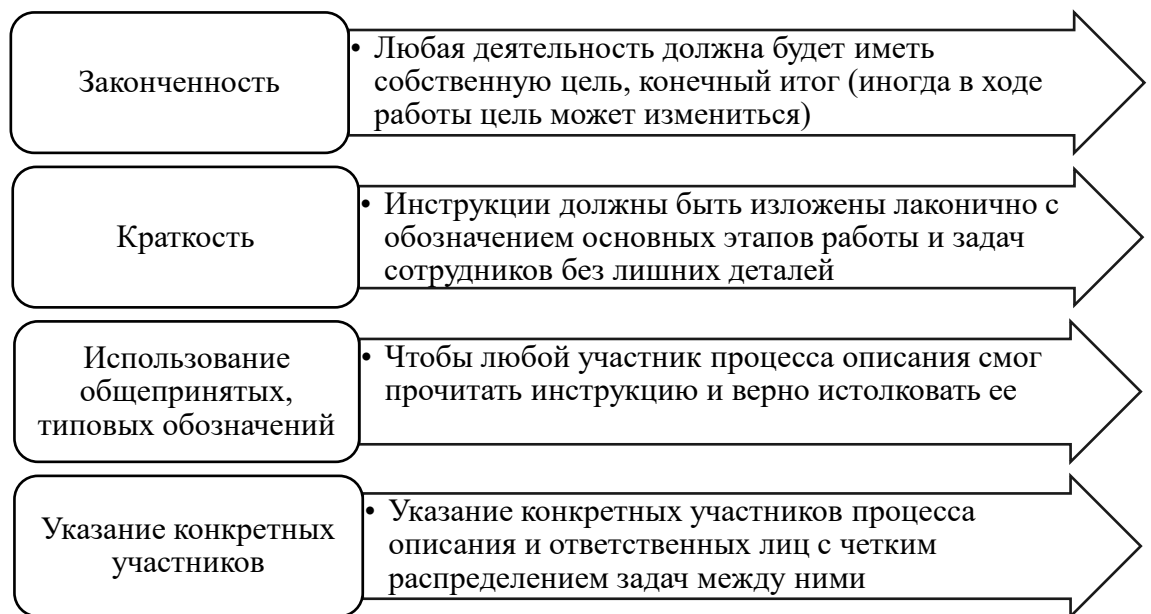 Законченность
• Любая деятельность должна будет иметь
собственную цель, конечный итог (иногда в ходе
работы цель может измениться)
Краткость
• Инструкции должны быть изложены лаконично с
обозначением основных этапов работы и задач
сотрудников без лишних деталей
Использование
общепринятых,
типовых обозначений
• Чтобы любой участник процесса описания смог
прочитать инструкцию и верно истолковать ее
Указание конкретных
участников
• Указание конкретных участников процесса
описания и ответственных лиц с четким
распределением задач между ними